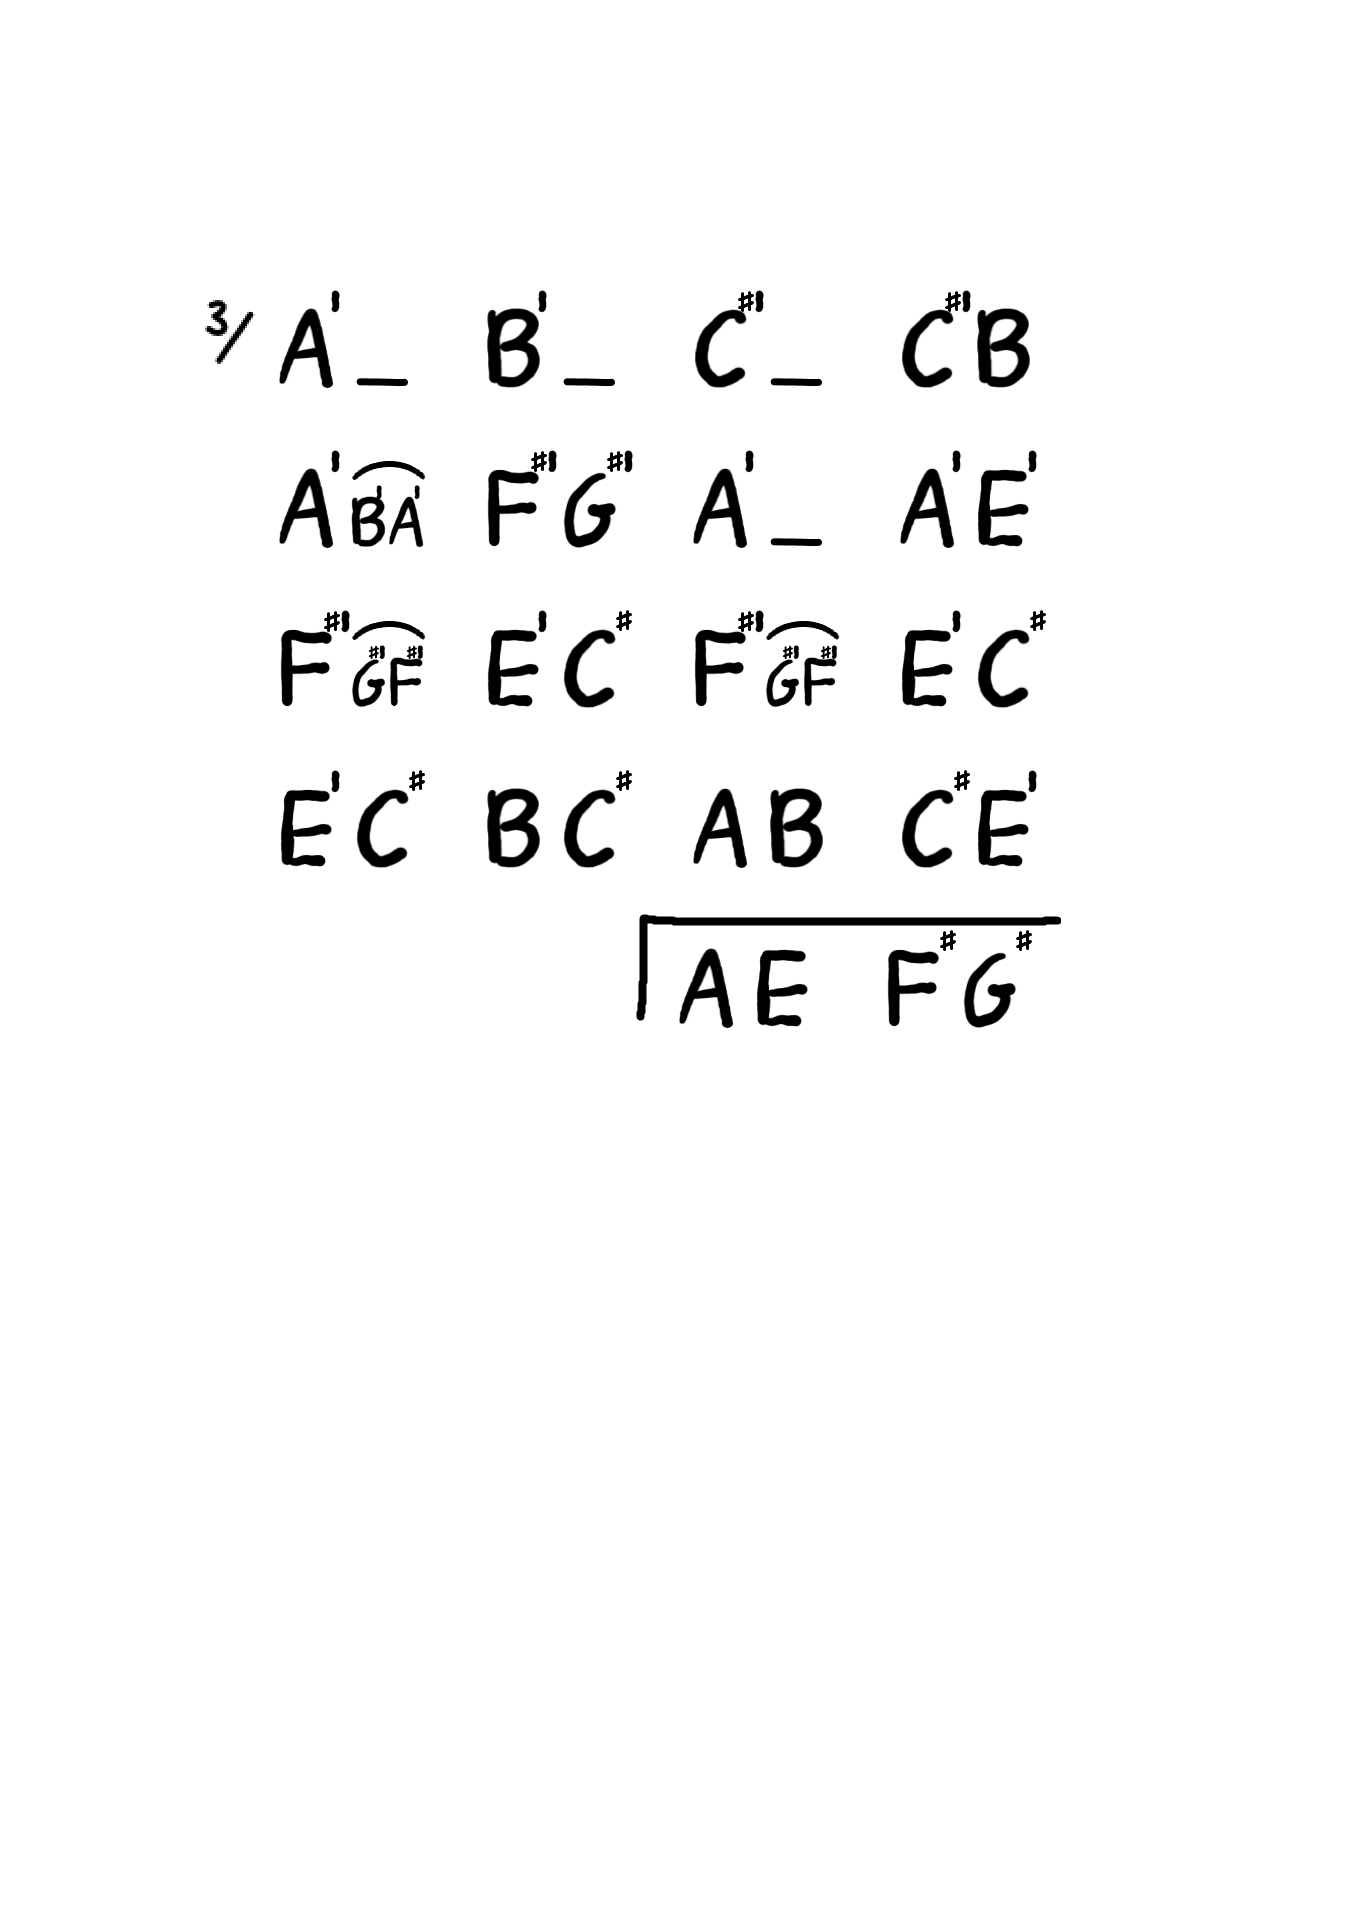 3/ A' _ B' _ C#' _ C#'B
A' B'A' F#'G#' A' _ A'E'
F#' G#'F#' E'C# F#' G#'F#' E'C#
E'C# BC# AB C#E'
AE F#G#